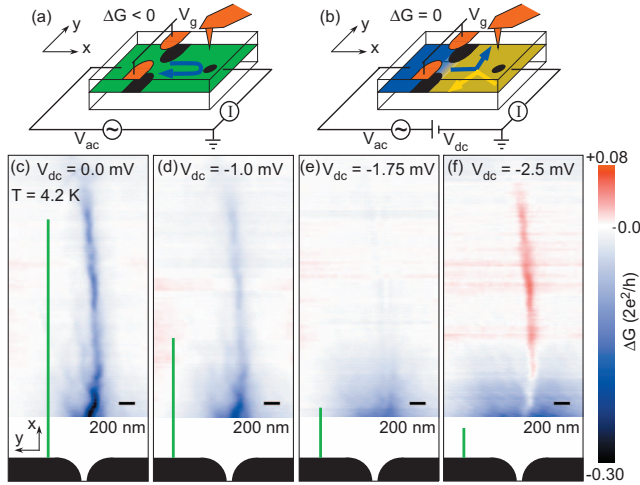 (a) ΔG < 0 V_g
y
x
V_ac ~ I
(b) ΔG = 0 V_g
y
x
V_ac ~ V_dc I
(c) V_dc = 0.0 mV
T = 4.2 K
(d) V_dc = -1.0 mV
(e) V_dc = -1.75 mV
(f) V_dc = -2.5 mV
x
y
200 nm
200 nm
200 nm
200 nm
+0.08
-0.0
ΔG (2e²/h)
-0.30